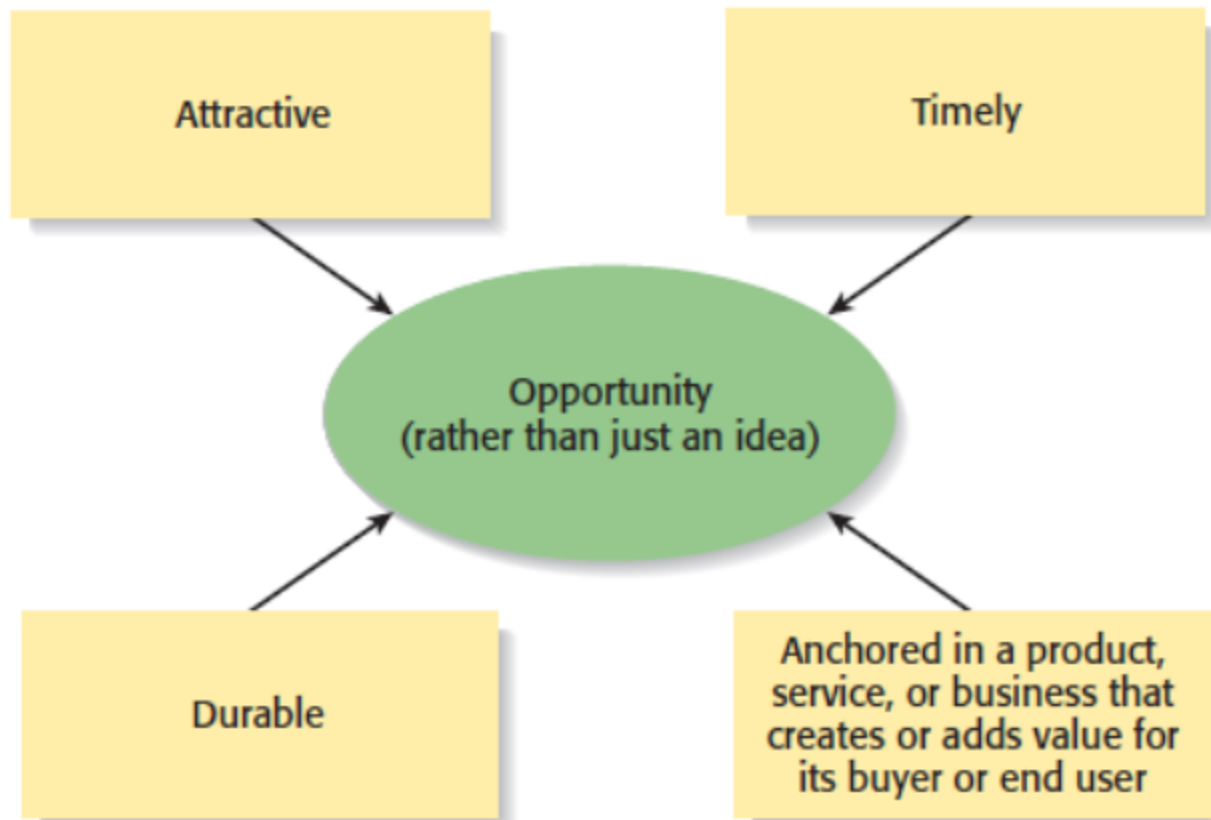 Attractive
Timely
Opportunity
(rather than just an idea)
Durable
Anchored in a product,
service, or business that
creates or adds value for
its buyer or end user